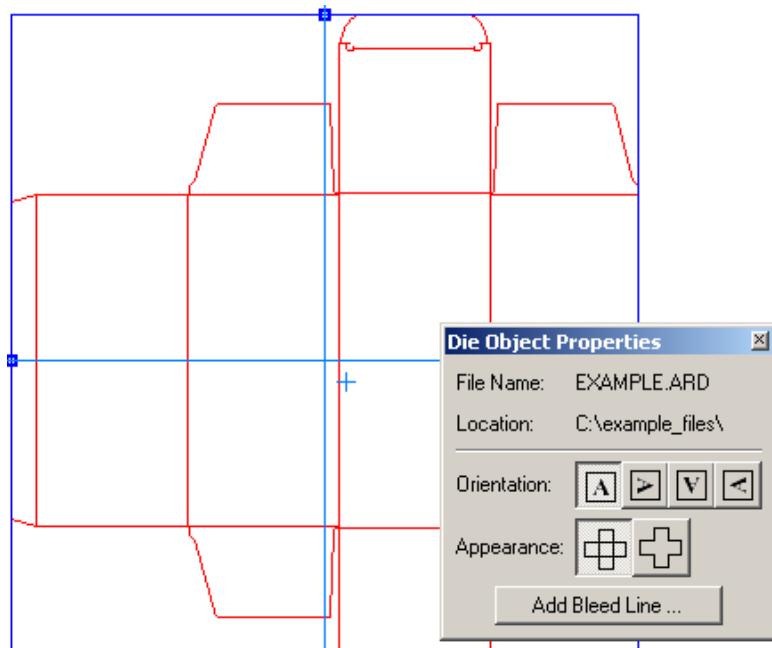 Die Object Properties
File Name: EXAMPLE.ARD
Location: C:\example_files\
Orientation: A A A A
Appearance:
Add Bleed Line ...